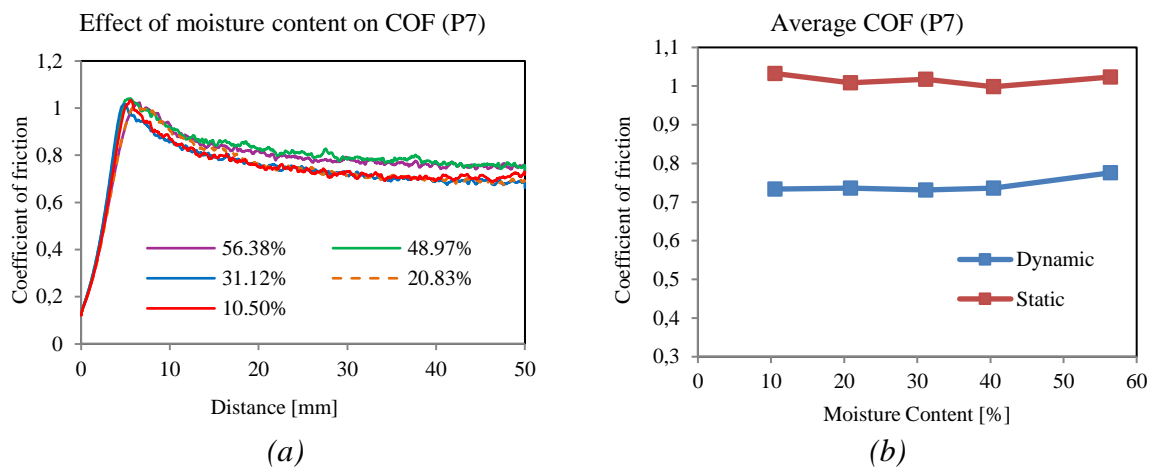 Effect of moisture content on COF (P7)
1,2
1
0,8
0,6
0,4
0,2
0
Coefficient of friction
56.38%
48.97%
31.12%
20.83%
10.50%
0 10 20 30 40 50
Distance [mm]
(a)
Average COF (P7)
1,1
1
0,9
0,8
0,7
0,6
0,5
0,4
0,3
Coefficient of friction
Dynamic
Static
0 10 20 30 40 50 60
Moisture Content [%]
(b)